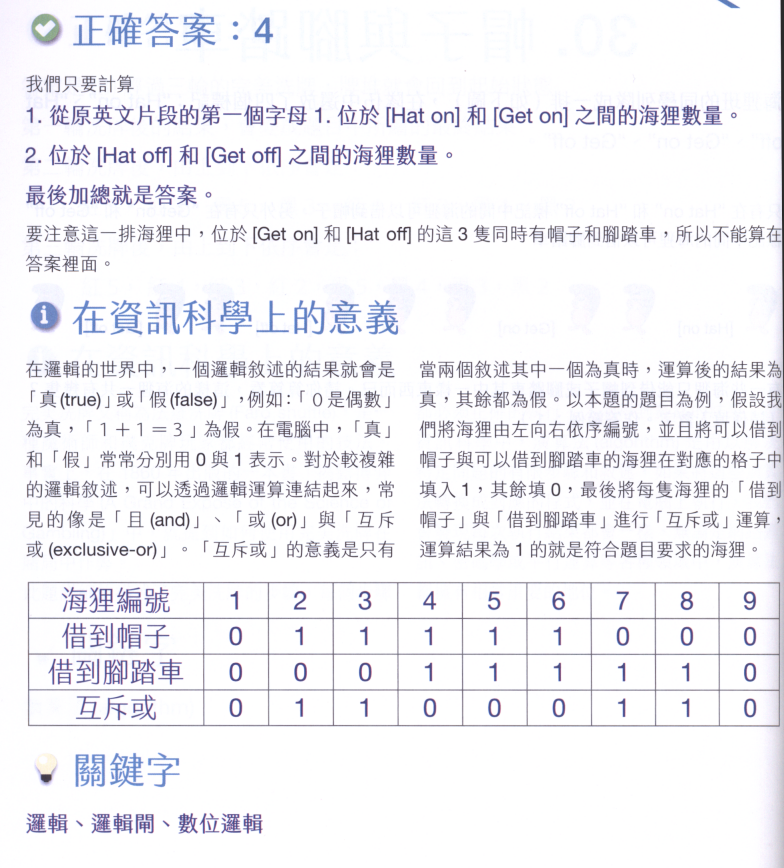 正確答案：4
我們只要計算
1. 從原英文片段的第一個字母 1. 位於 [Hat on] 和 [Get on] 之間的海狸數量。
2. 位於 [Hat off] 和 [Get off] 之間的海狸數量。
最後加總就是答案。
要注意這一排海狸中，位於 [Get on] 和 [Hat off] 的這 3 隻同時有帽子和腳踏車，所以不能算在
答案裡面。
在資訊科學上的意義
在邏輯的世界中，一個邏輯敘述的結果就會是
「真(true)」或「假(false)」，例如：「0是偶數」
為真，「1＋1＝3」為假。在電腦中，「真」
和「假」常常分別用 0 與 1 表示。對於較複雜
的邏輯敘述，可以透過邏輯運算連結起來，常
見的像是「且 (and)」、「或 (or)」與「互斥
或 (exclusive-or)」。「互斥或」的意義是只有
當兩個敘述其中一個為真時，運算後的結果為
真，其餘都為假。以本題的題目為例，假設我
們將海狸由左向右依序編號，並且將可以借到
帽子與可以借到腳踏車的海狸在對應的格子中
填入 1，其餘填 0，最後將每隻海狸的「借到
帽子」與「借到腳踏車」進行「互斥或」運算，
運算結果為 1 的就是符合題目要求的海狸。
海狸編號 1 2 3 4 5 6 7 8 9
借到帽子 0 1 1 1 1 1 0 0 0
借到腳踏車 0 0 0 1 1 1 1 1 0
互斥或 0 1 1 0 0 0 1 1 0
關鍵字
邏輯、邏輯閘、數位邏輯